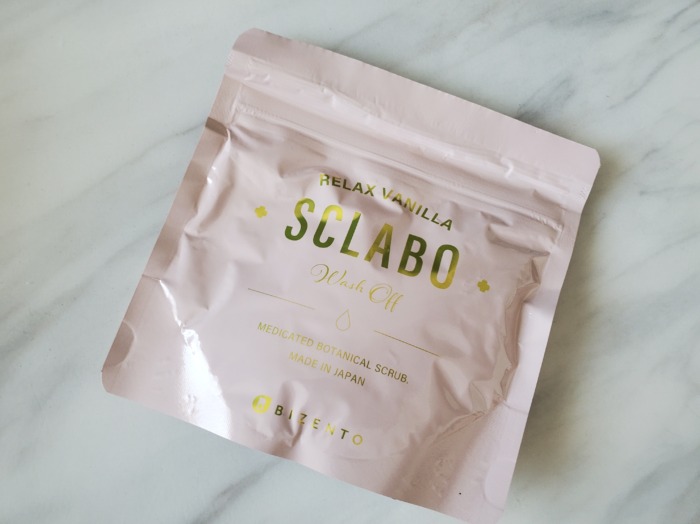 RELAX VANILLA
SCLABO
Wash Off
MEDICATED BOTANICAL SCRUB.
MADE IN JAPAN
BIZENTO